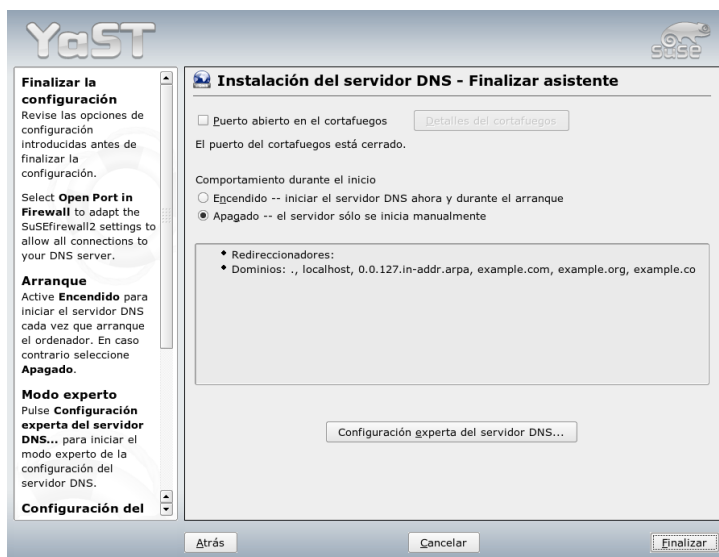 YaST
SuSE
Finalizar la
configuración
Revise las opciones de
configuración
introducidas antes de
finalizar la
configuración.
Select Open Port in
Firewall to adapt the
SuSEfirewall2 settings to
allow all connections to
your DNS server.
Arranque
Active Encendido para
iniciar el servidor DNS
cada vez que arranque
el ordenador. En caso
contrario seleccione
Apagado.
Modo experto
Pulse Configuración
experta del servidor
DNS... para iniciar el
modo experto de la
configuración del
servidor DNS.
Configuración del
Instalación del servidor DNS - Finalizar asistente
Puerto abierto en el cortafuegos
Detalles del cortafuegos
El puerto del cortafuegos está cerrado.
Comportamiento durante el inicio
Encendido -- iniciar el servidor DNS ahora y durante el arranque
Apagado -- el servidor sólo se inicia manualmente
Redireccionadores:
Dominios: ., localhost, 0.0.127.in-addr.arpa, example.com, example.org, example.co
Configuración experta del servidor DNS...
Atrás
Cancelar
Finalizar